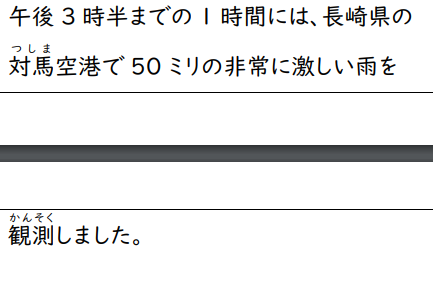 午後３時半までの１時間には、長崎県の
つしま
対馬空港で50ミリの非常に激しい雨を
かんそく
観測しました。